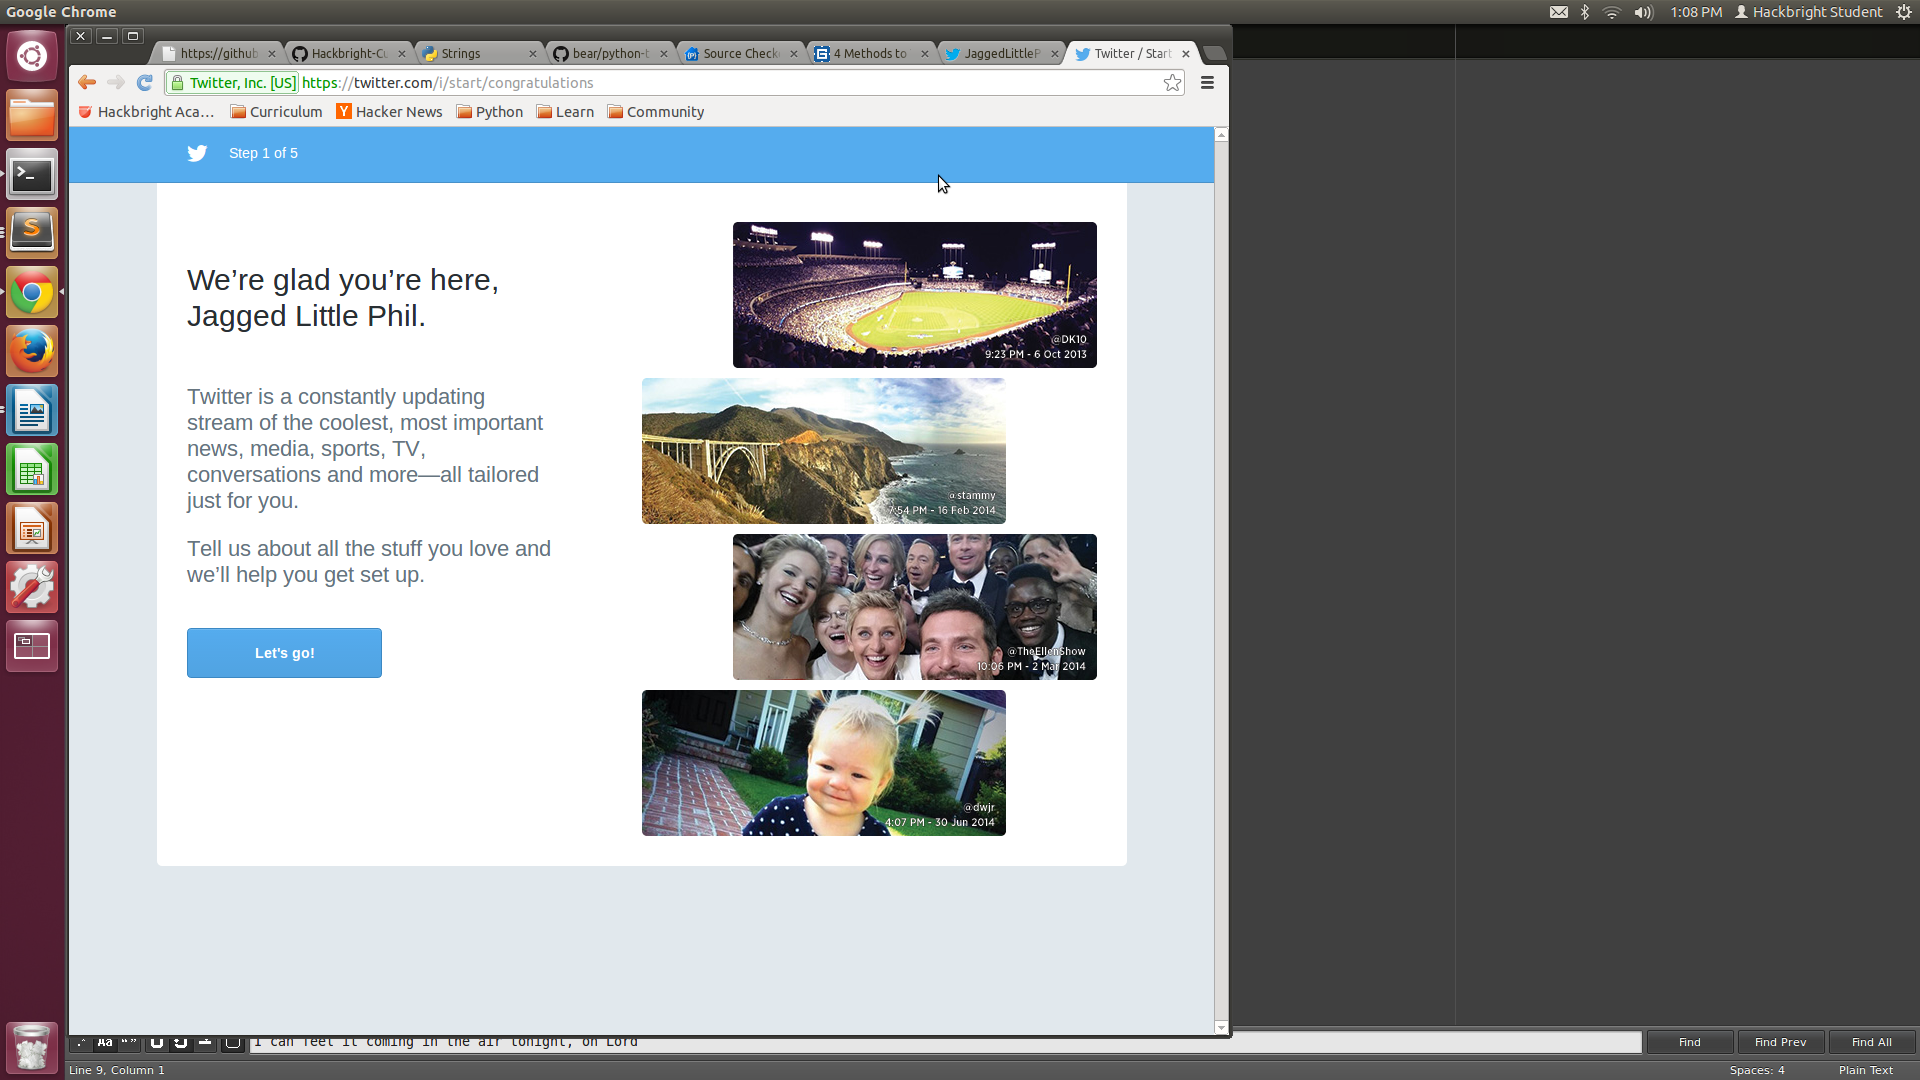 Google Chrome
1:08 PM
Hackbright Student
https://github
Hackbright-Cu
Strings
bear/python-t
Source Check
4 Methods to
JaggedLittleP
Twitter / Start
Twitter, Inc. [US]
https://twitter.com/i/start/congratulations
Hackbright Aca...
Curriculum
Hacker News
Python
Learn
Community
Step 1 of 5
We’re glad you’re here,
Jagged Little Phil.
Twitter is a constantly updating
stream of the coolest, most important
news, media, sports, TV,
conversations and more—all tailored
just for you.
Tell us about all the stuff you love and
we’ll help you get set up.
Let's go!
@DK10
9:23 PM - 6 Oct 2013
@stammy
7:54 PM - 16 Feb 2014
@TheEllenShow
10:06 PM - 2 Mar 2014
@dwjr
4:07 PM - 30 Jun 2014
.* Aa “ ”
I can feel it coming in the air tonight, oh Lord
Find
Find Prev
Find All
Line 9, Column 1
Spaces: 4
Plain Text